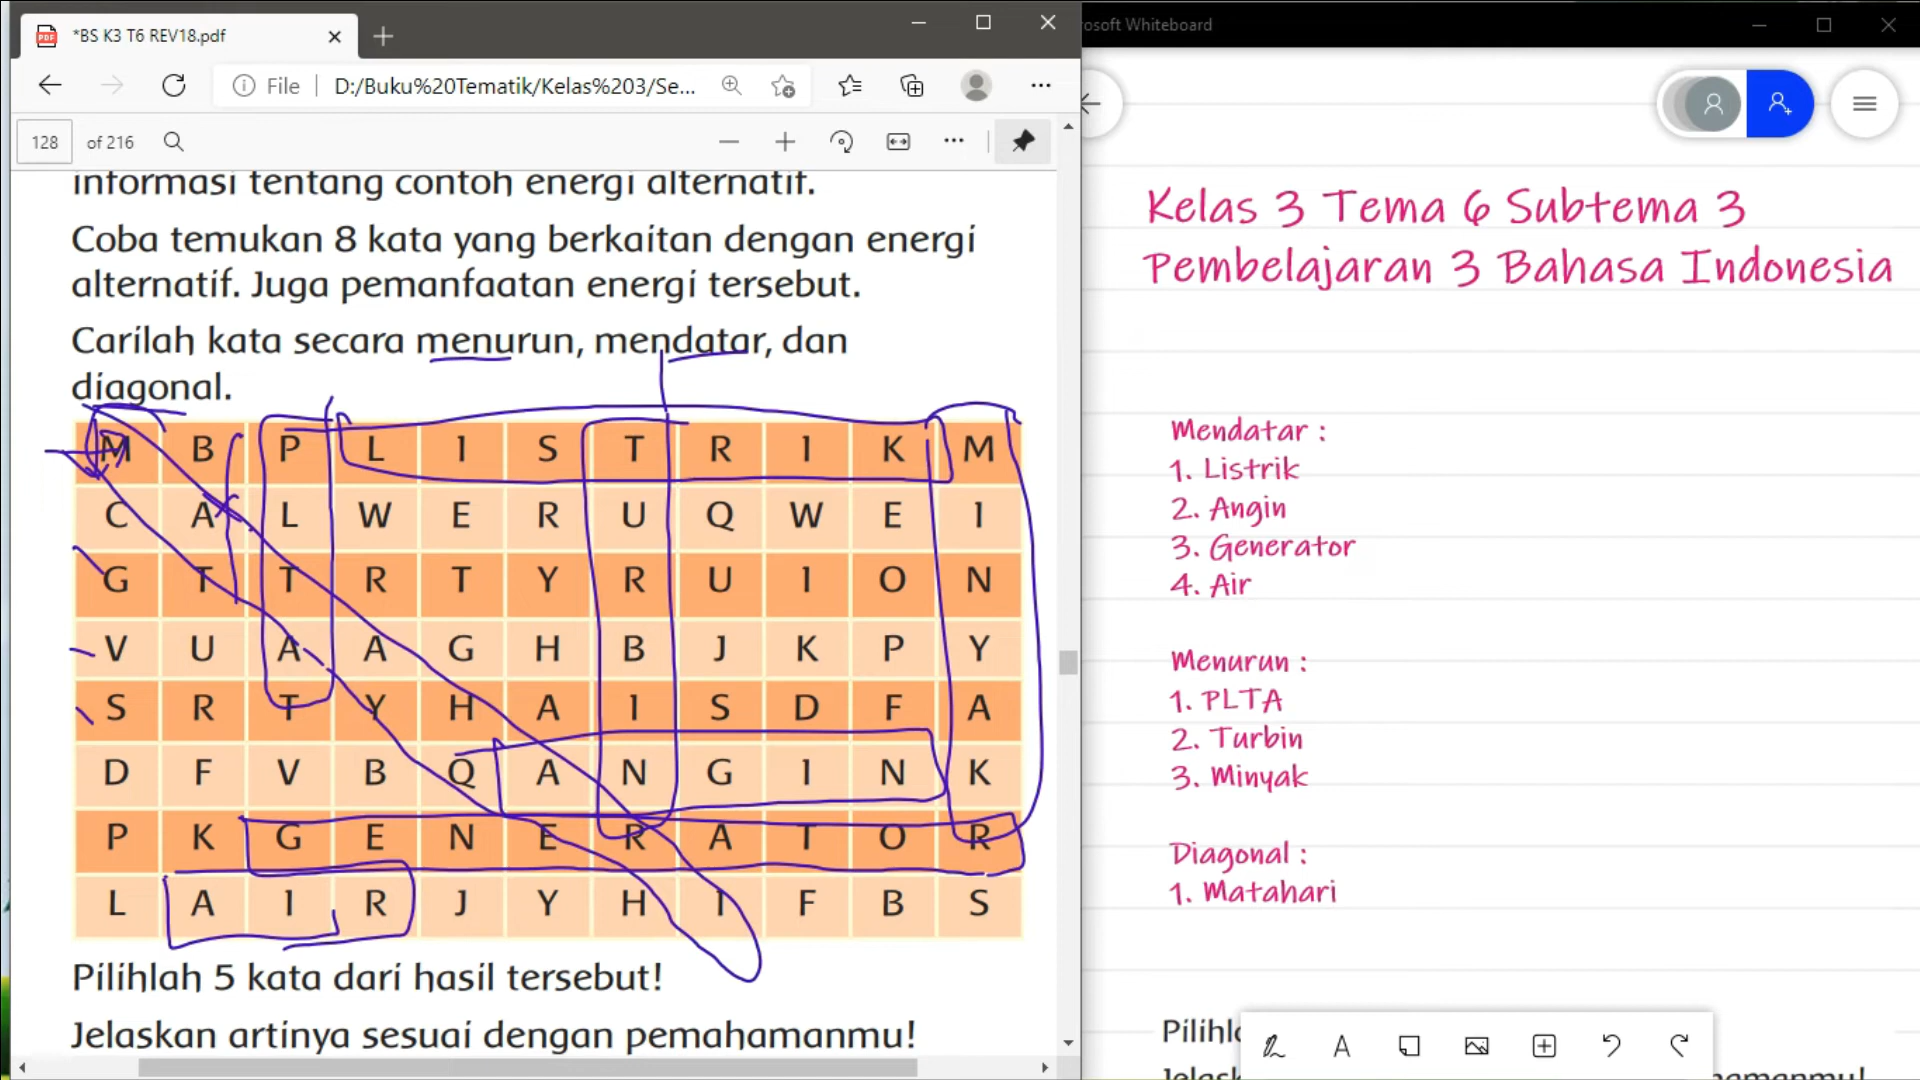 *BS K3 T6 REV18.pdf
osoft Whiteboard
File
D:/Buku%20Tematik/Kelas%203/Se...
128 of 216
informasi tentang contoh energi alternatif.
Coba temukan 8 kata yang berkaitan dengan energi
alternatif. Juga pemanfaatan energi tersebut.
Carilah kata secara menurun, mendatar, dan
diagonal.
M B P L I S T R I K M
C A L W E R U Q W E I
G T T R T Y R U I O N
V U A A G H B J K P Y
S R T Y H A I S D F A
D F V B Q A N G I N K
P K G E N E R A T O R
L A I R J Y H I F B S
Pilihlah 5 kata dari hasil tersebut!
Jelaskan artinya sesuai dengan pemahamanmu!
Kelas 3 Tema 6 Subtema 3
Pembelajaran 3 Bahasa Indonesia
Mendatar :
1. Listrik
2. Angin
3. Generator
4. Air
Menurun :
1. PLTA
2. Turbin
3. Minyak
Diagonal :
1. Matahari